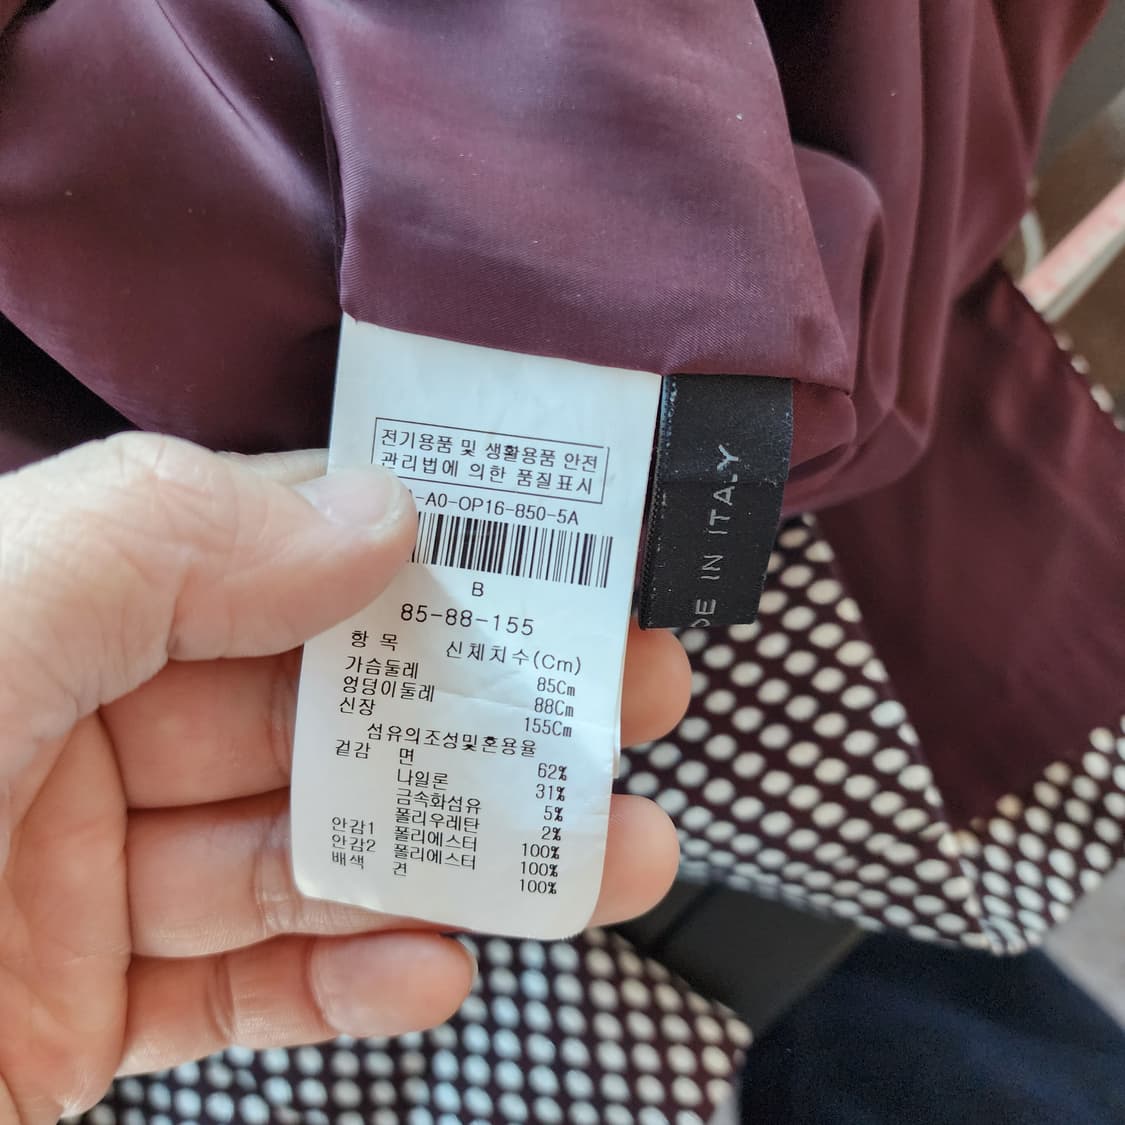 전기용품 및 생활용품 안전
관리법에 의한 품질표시
-A0-OP16-850-5A
B
85-88-155
항 목 신체치수(Cm)
가슴둘레 85Cm
엉덩이둘레 88Cm
신장 155Cm
섬유의조성및혼용율
겉감 면 62%
나일론 31%
금속화섬유 5%
폴리우레탄 2%
안감1 폴리에스터 100%
안감2 폴리에스터 100%
배색 견 100%
DE IN ITALY